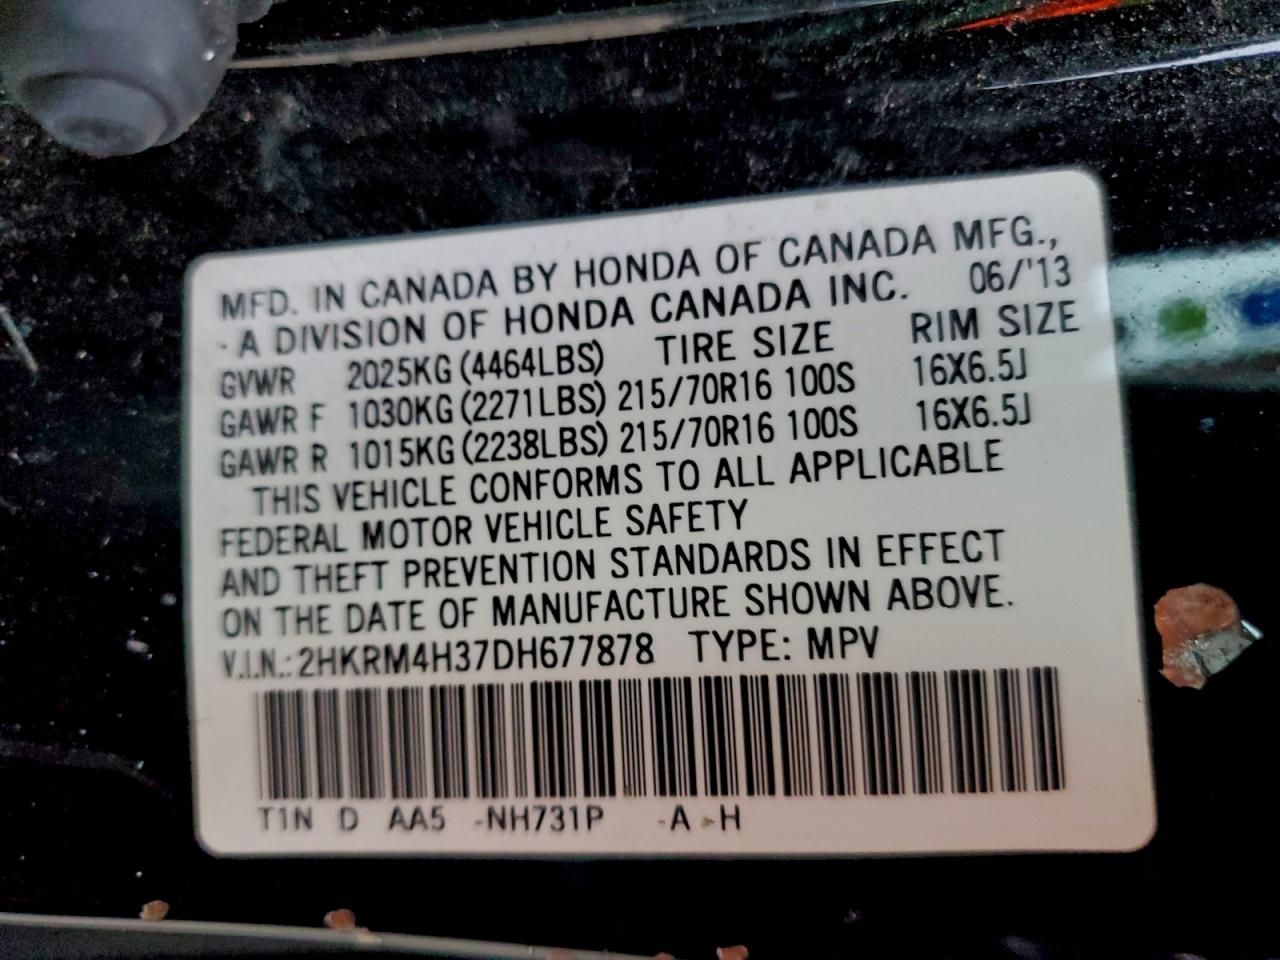 MFD. IN CANADA BY HONDA OF CANADA MFG.,
- A DIVISION OF HONDA CANADA INC. 06/'13
GVWR 2025KG (4464LBS) TIRE SIZE RIM SIZE
GAWR F 1030KG (2271LBS) 215/70R16 100S 16X6.5J
GAWR R 1015KG (2238LBS) 215/70R16 100S 16X6.5J
THIS VEHICLE CONFORMS TO ALL APPLICABLE
FEDERAL MOTOR VEHICLE SAFETY
AND THEFT PREVENTION STANDARDS IN EFFECT
ON THE DATE OF MANUFACTURE SHOWN ABOVE.
V.I.N.: 2HKRM4H37DH677878 TYPE: MPV
T1N D AA5 -NH731P -A -H